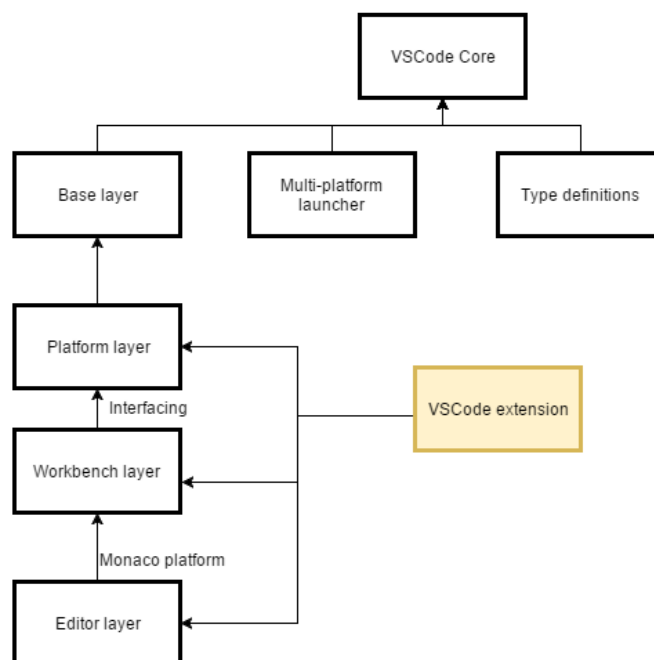 VSCode Core
Base layer
Multi-platform
launcher
Type definitions
Platform layer
Interfacing
VSCode extension
Workbench layer
Monaco platform
Editor layer